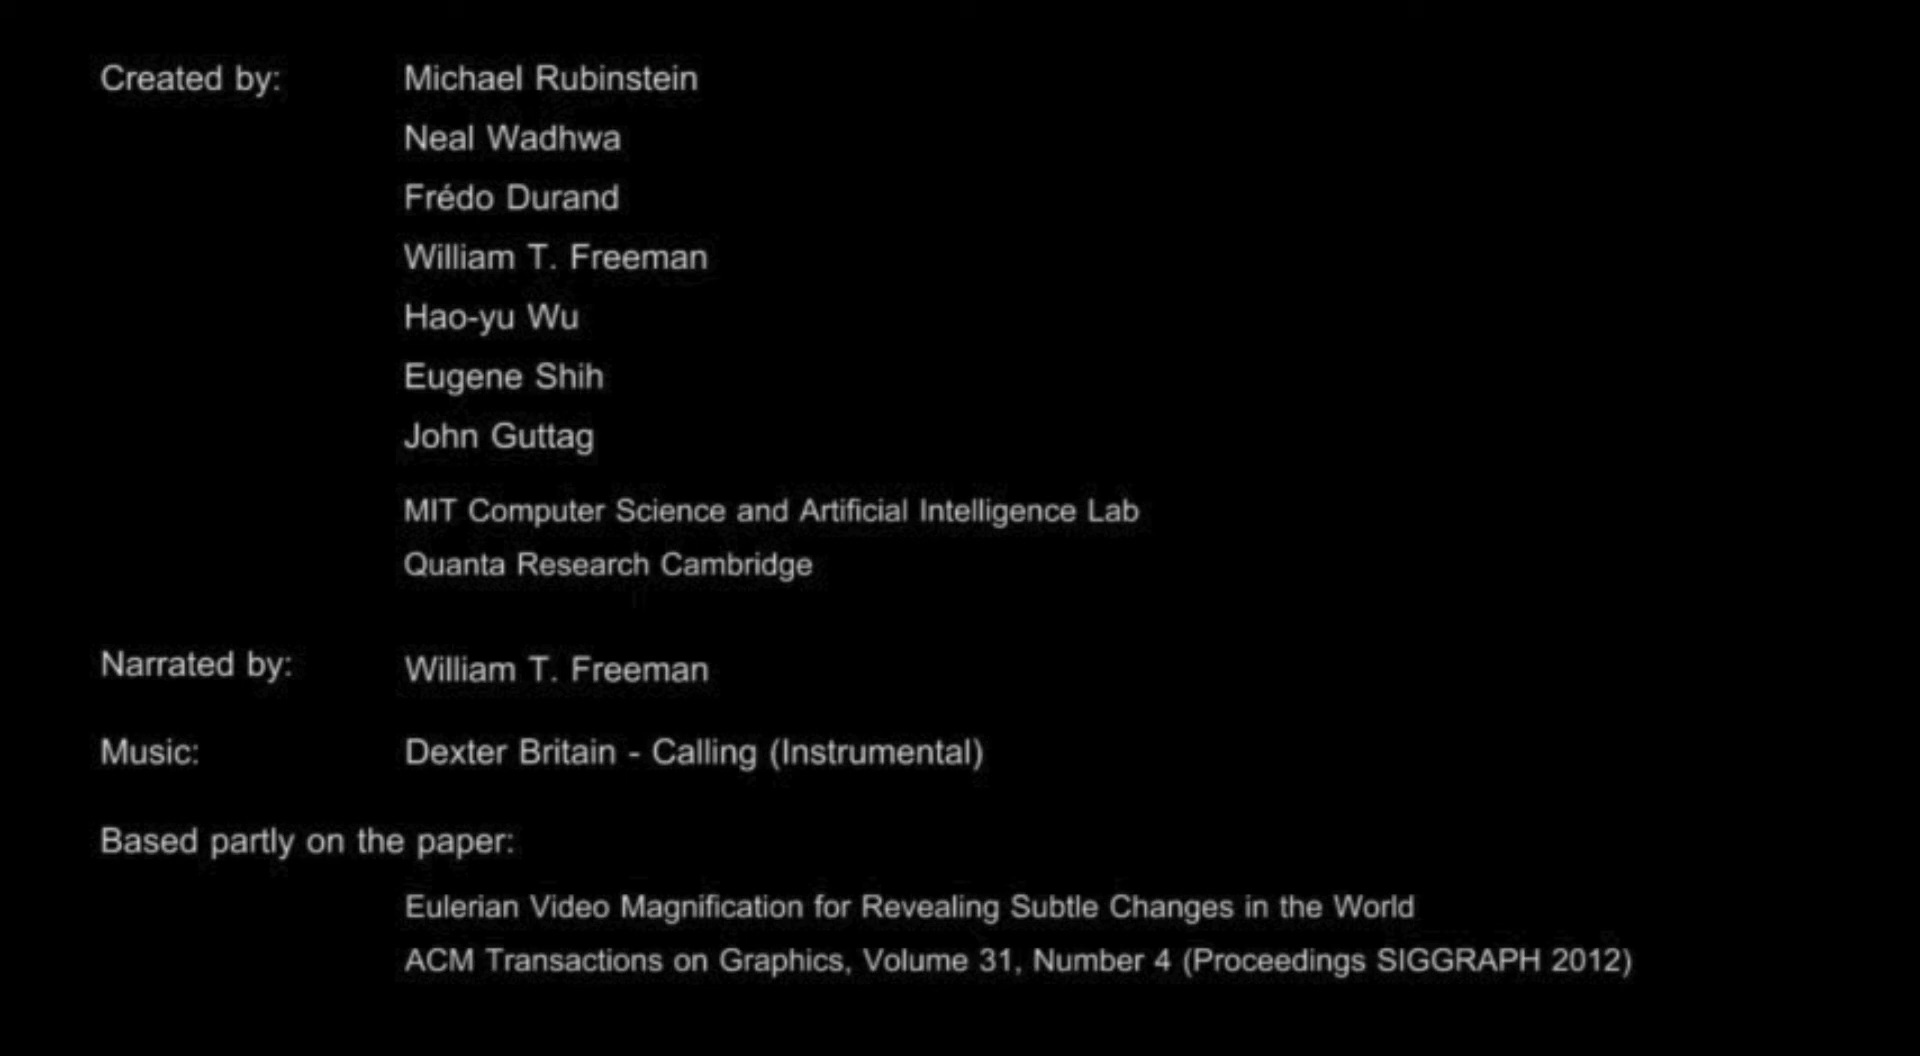 Created by: Michael Rubinstein
Neal Wadhwa
Frédo Durand
William T. Freeman
Hao-yu Wu
Eugene Shih
John Guttag
MIT Computer Science and Artificial Intelligence Lab
Quanta Research Cambridge
Narrated by: William T. Freeman
Music: Dexter Britain - Calling (Instrumental)
Based partly on the paper:
Eulerian Video Magnification for Revealing Subtle Changes in the World
ACM Transactions on Graphics, Volume 31, Number 4 (Proceedings SIGGRAPH 2012)